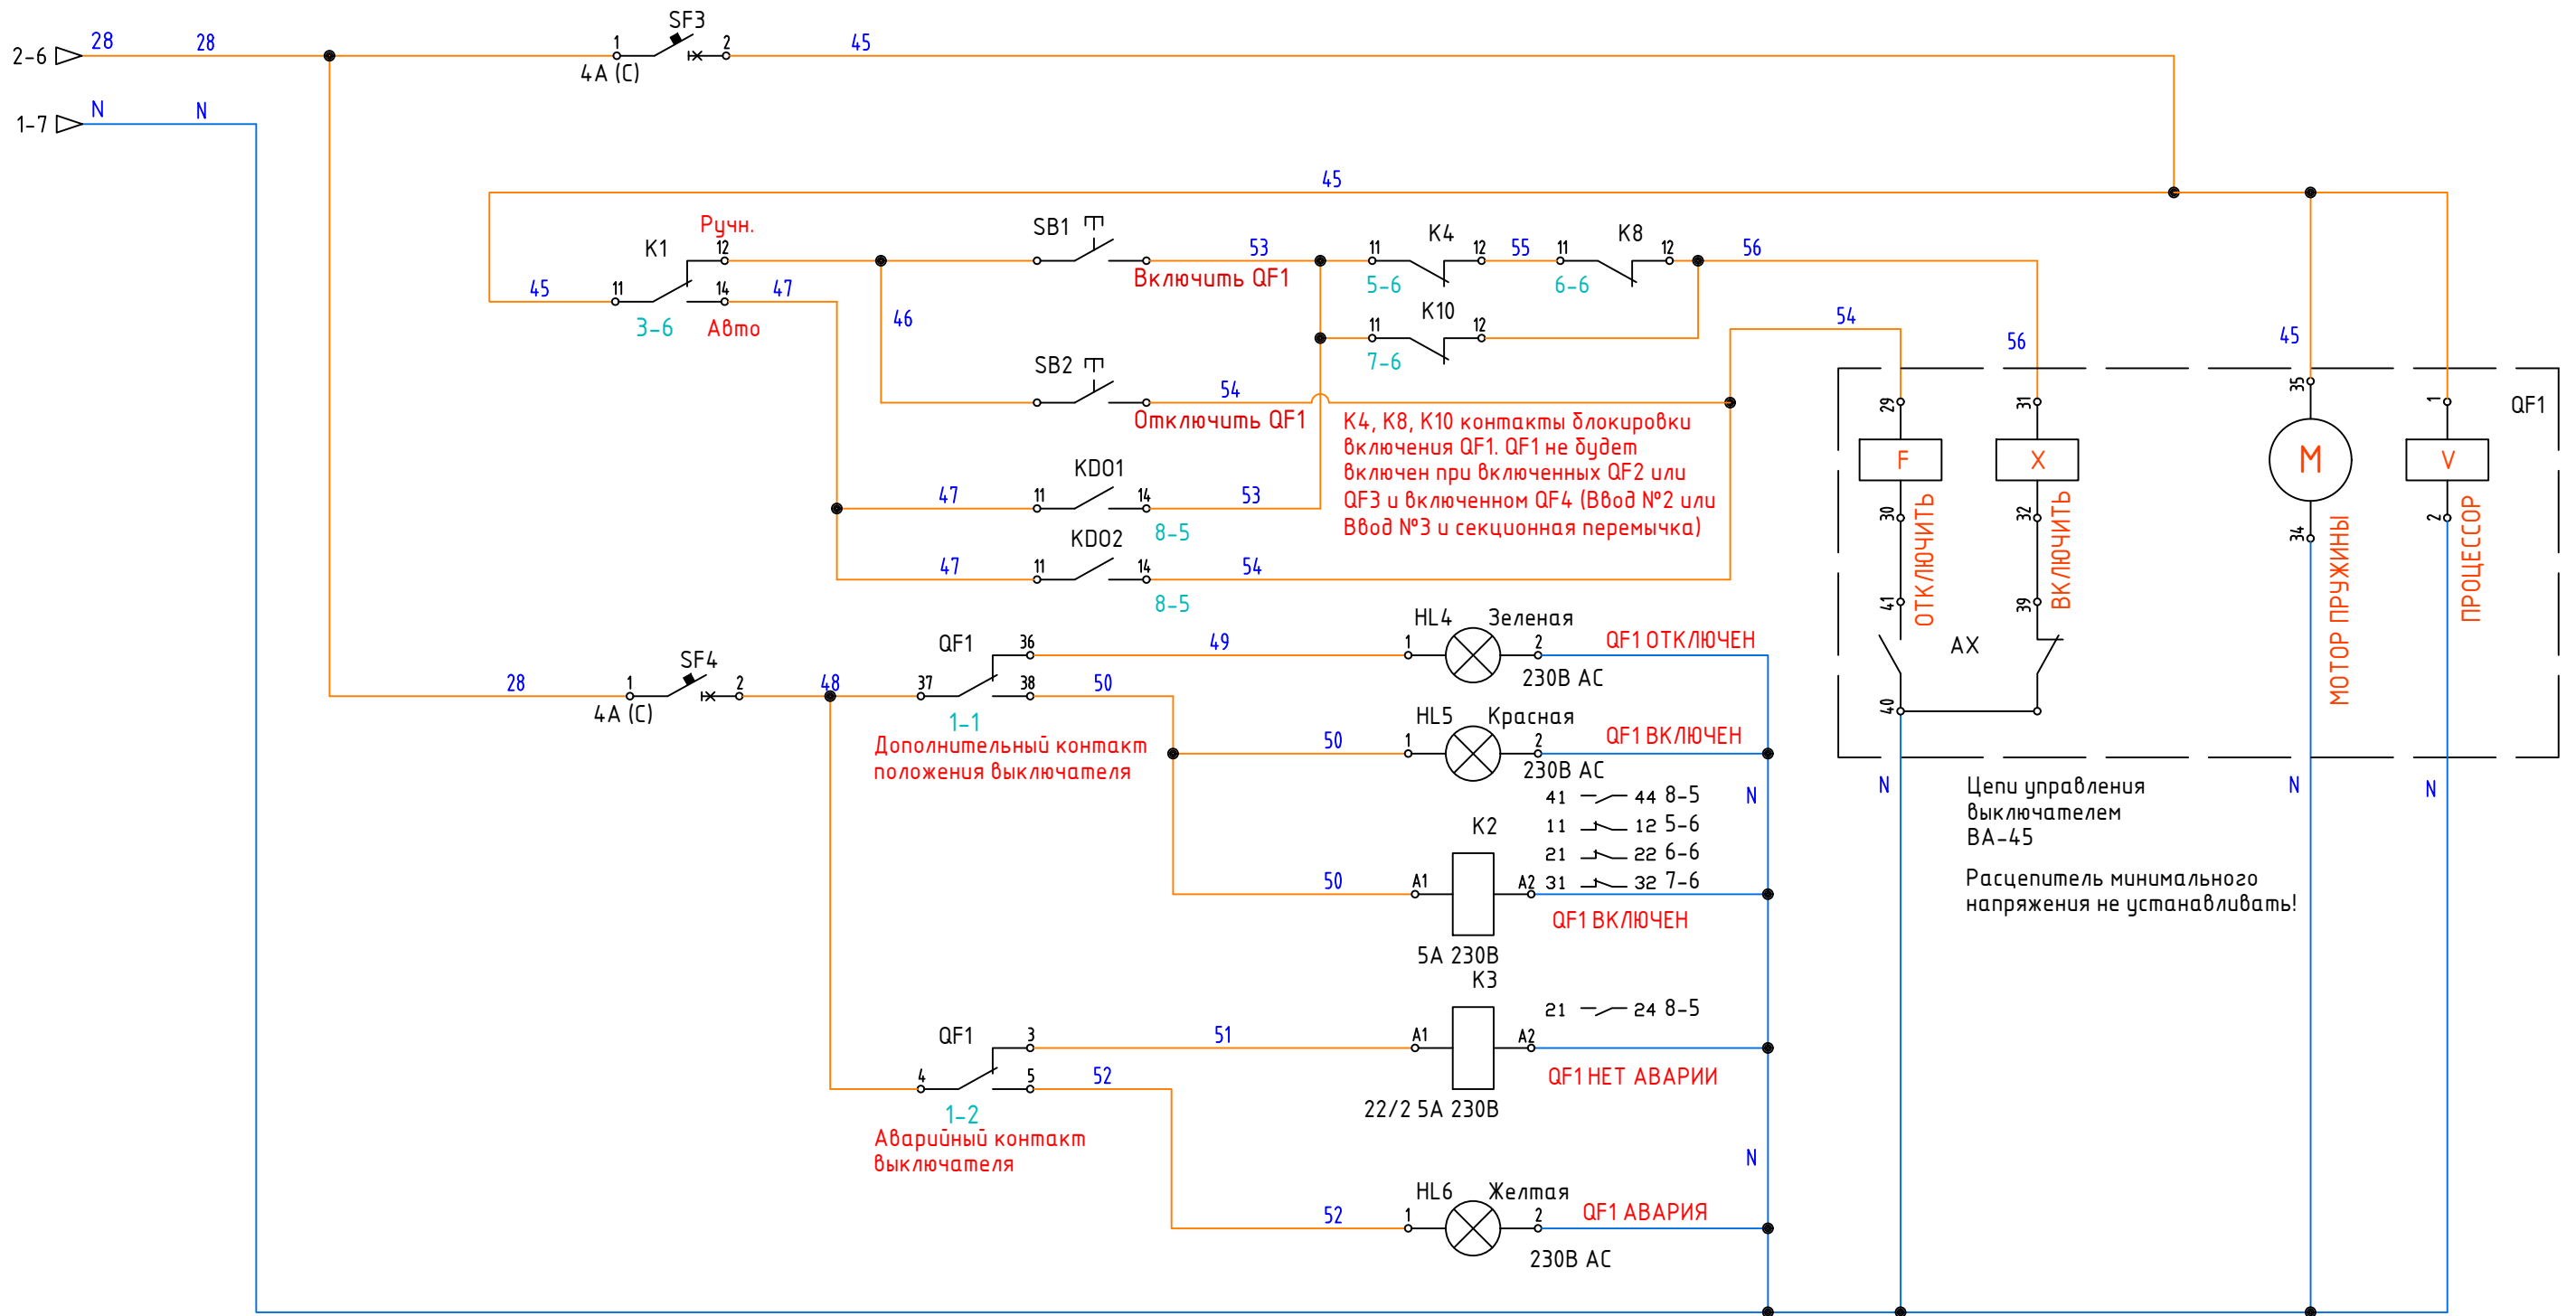 SF3
2-6
28
28
1
2
45
4А (С)
1-7
N
N
45
Ручн.
K1
12
SB1
53
11
K4
12
55
11
K8
12
56
Включить QF1
5-6
6-6
45
11
14
47
3-6
Авто
46
K10
11
12
7-6
54
56
45
SB2
54
Отключить QF1
К4, К8, К10 контакты блокировки
включения QF1. QF1 не будет
включен при включенных QF2 или
QF3 и включенном QF4 (Ввод №2 или
Ввод №3 и секционная перемычка)
29
31
35
1
QF1
F
X
M
V
30
32
34
2
ОТКЛЮЧИТЬ
ВКЛЮЧИТЬ
МОТОР ПРУЖИНЫ
ПРОЦЕССОР
KDO1
47
11
14
53
8-5
KDO2
47
11
14
54
8-5
41
39
AX
40
HL4
Зеленая
QF1
36
49
1
2
QF1 ОТКЛЮЧЕН
230В АС
SF4
28
1
2
48
37
38
50
4А (С)
1-1
Дополнительный контакт
положения выключателя
HL5
Красная
50
1
2
QF1 ВКЛЮЧЕН
230В АС
N
N
N
N
41 44 8-5
11 12 5-6
21 22 6-6
31 32 7-6
K2
50
A1
A2
QF1 ВКЛЮЧЕН
5А 230В
Цепи управления
выключателем
ВА-45
Расцепитель минимального
напряжения не устанавливать!
K3
21 24 8-5
QF1
3
51
A1
A2
QF1 НЕТ АВАРИИ
22/2 5А 230В
4
5
52
1-2
Аварийный контакт
выключателя
N
HL6
Желтая
52
1
2
QF1 АВАРИЯ
230В АС